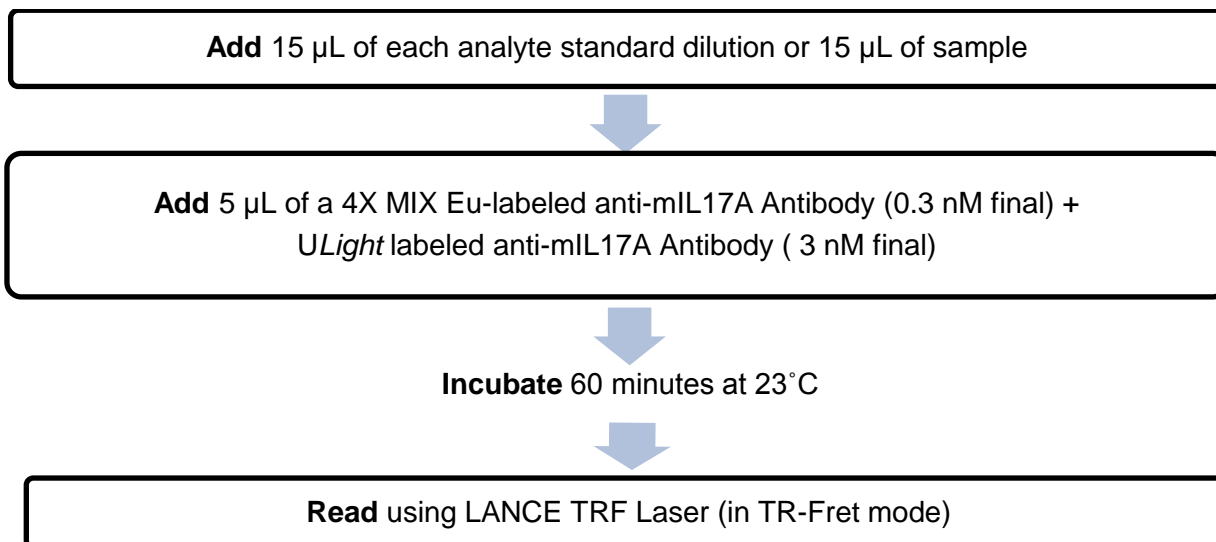 Add 15 µL of each analyte standard dilution or 15 µL of sample
Add 5 µL of a 4X MIX Eu-labeled anti-mIL17A Antibody (0.3 nM final) +
ULight labeled anti-mIL17A Antibody ( 3 nM final)
Incubate 60 minutes at 23˚C
Read using LANCE TRF Laser (in TR-Fret mode)